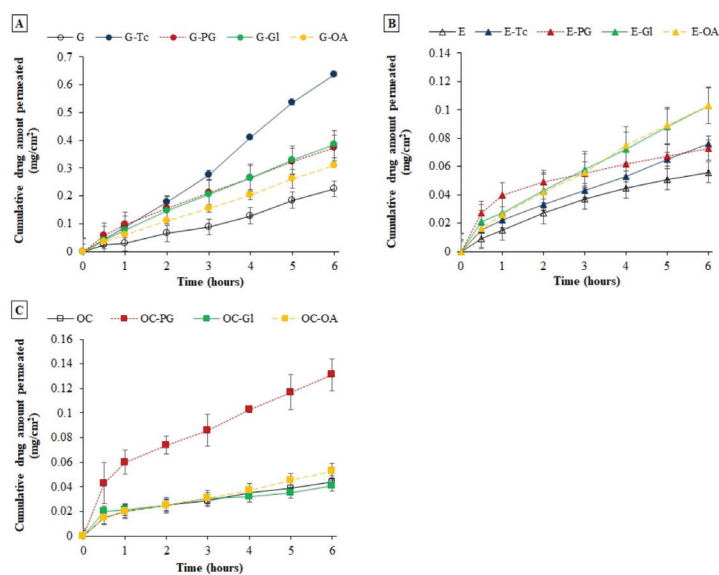 A
G G-Tc G-PG G-Gl G-OA
Cumulative drug amount permeated
(mg/cm²)
0.7
0.6
0.5
0.4
0.3
0.2
0.1
0
0 1 2 3 4 5 6
Time (hours)
B
E E-Tc E-PG E-Gl E-OA
Cumulative drug amount permeated
(mg/cm²)
0.14
0.12
0.1
0.08
0.06
0.04
0.02
0
0 1 2 3 4 5 6
Time (hours)
C
OC OC-PG OC-Gl OC-OA
Cumulative drug amount permeated
(mg/cm²)
0.16
0.14
0.12
0.1
0.08
0.06
0.04
0.02
0
0 1 2 3 4 5 6
Time (hours)